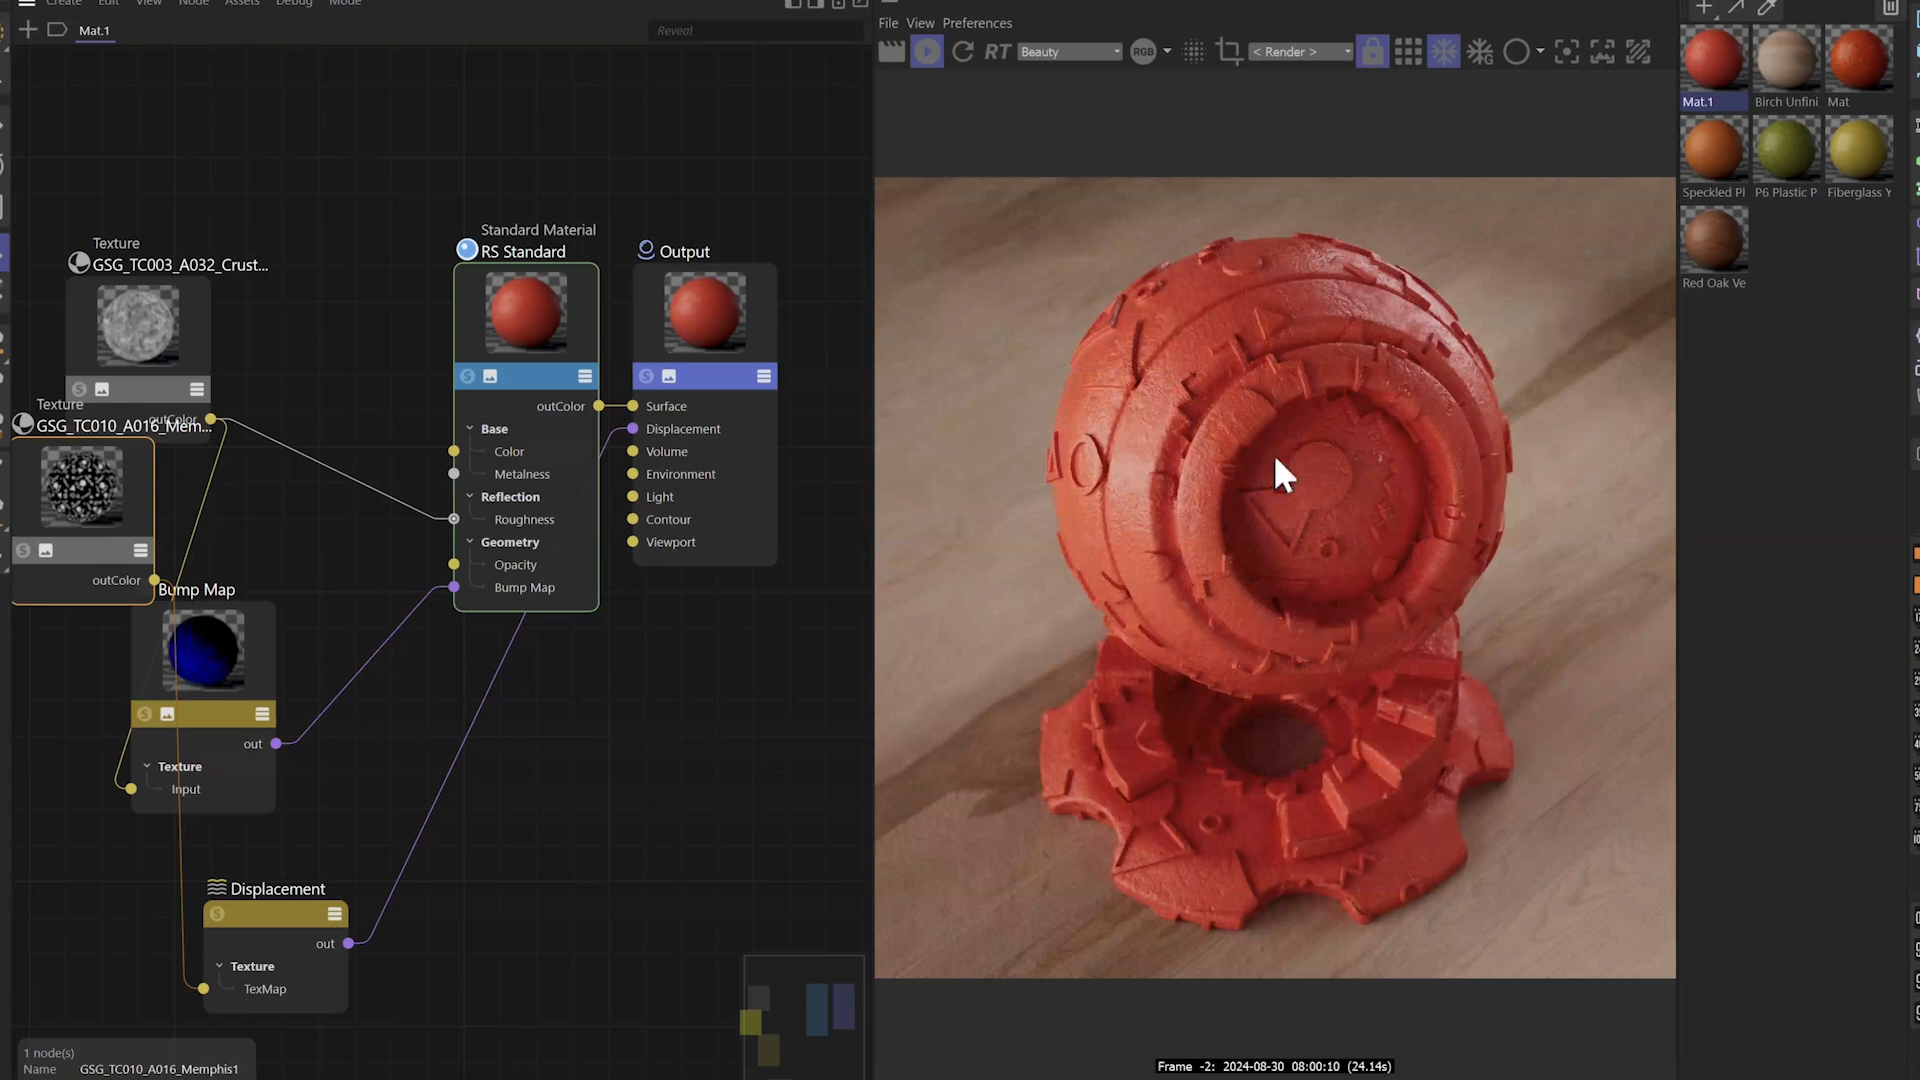 Create Edit View Node Assets Debug Mode
Mat.1
Reveal
File View Preferences
RT Beauty RGB < Render >
Mat.1 Birch Unfini Mat
Speckled Pl P6 Plastic P Fiberglass Y
Red Oak Ve
Texture
GSG_TC003_A032_Crust...
outColor
Texture
GSG_TC010_A016_Mem...
outColor
Standard Material
RS Standard
outColor
Base
Color
Metalness
Reflection
Roughness
Geometry
Opacity
Bump Map
Output
Surface
Displacement
Volume
Environment
Light
Contour
Viewport
Bump Map
out
Texture
Input
Displacement
out
Texture
TexMap
1 node(s)
Name GSG_TC010_A016_Memphis1
Frame -2: 2024-08-30 08:00:10 (24.14s)